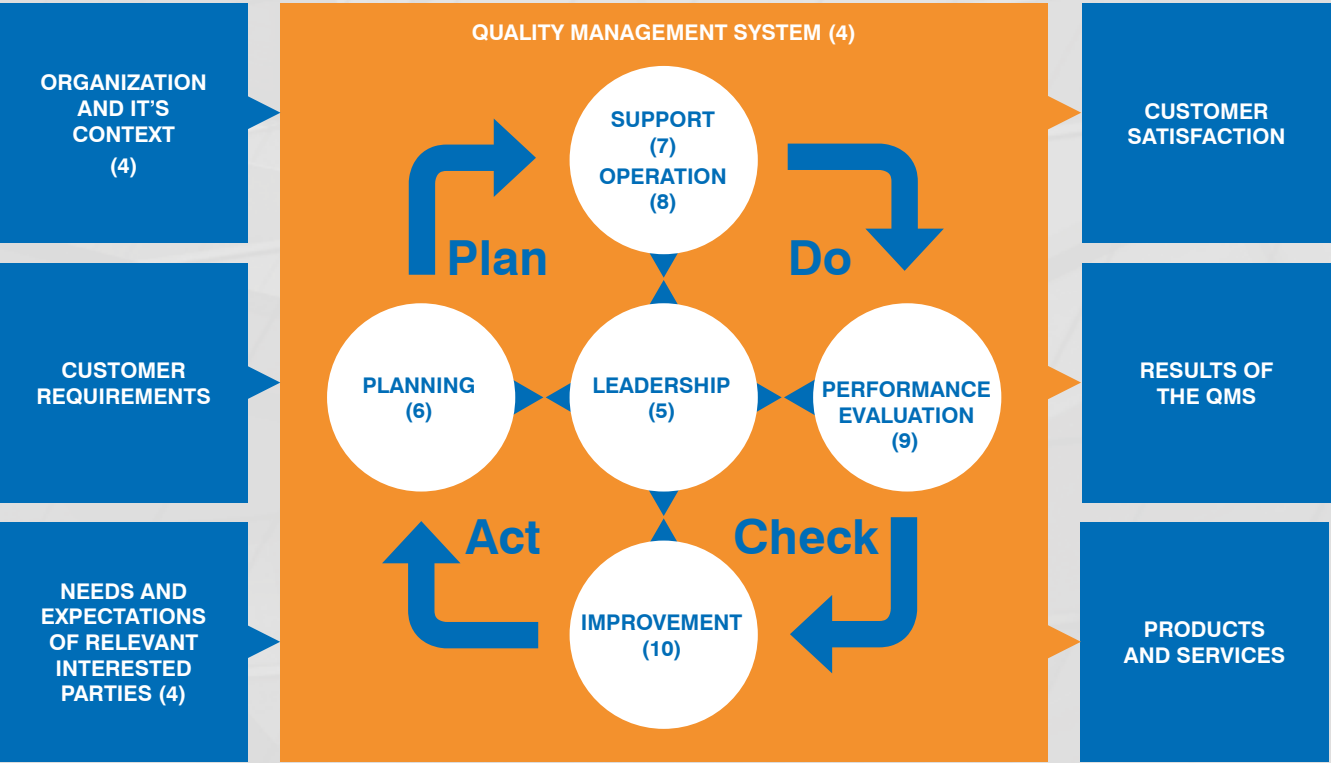 QUALITY MANAGEMENT SYSTEM (4)
ORGANIZATION
AND IT'S
CONTEXT
(4)
CUSTOMER
REQUIREMENTS
NEEDS AND
EXPECTATIONS
OF RELEVANT
INTERESTED
PARTIES (4)
SUPPORT
(7)
OPERATION
(8)
Plan
Do
PLANNING
(6)
LEADERSHIP
(5)
PERFORMANCE
EVALUATION
(9)
Act
Check
IMPROVEMENT
(10)
CUSTOMER
SATISFACTION
RESULTS OF
THE QMS
PRODUCTS
AND SERVICES